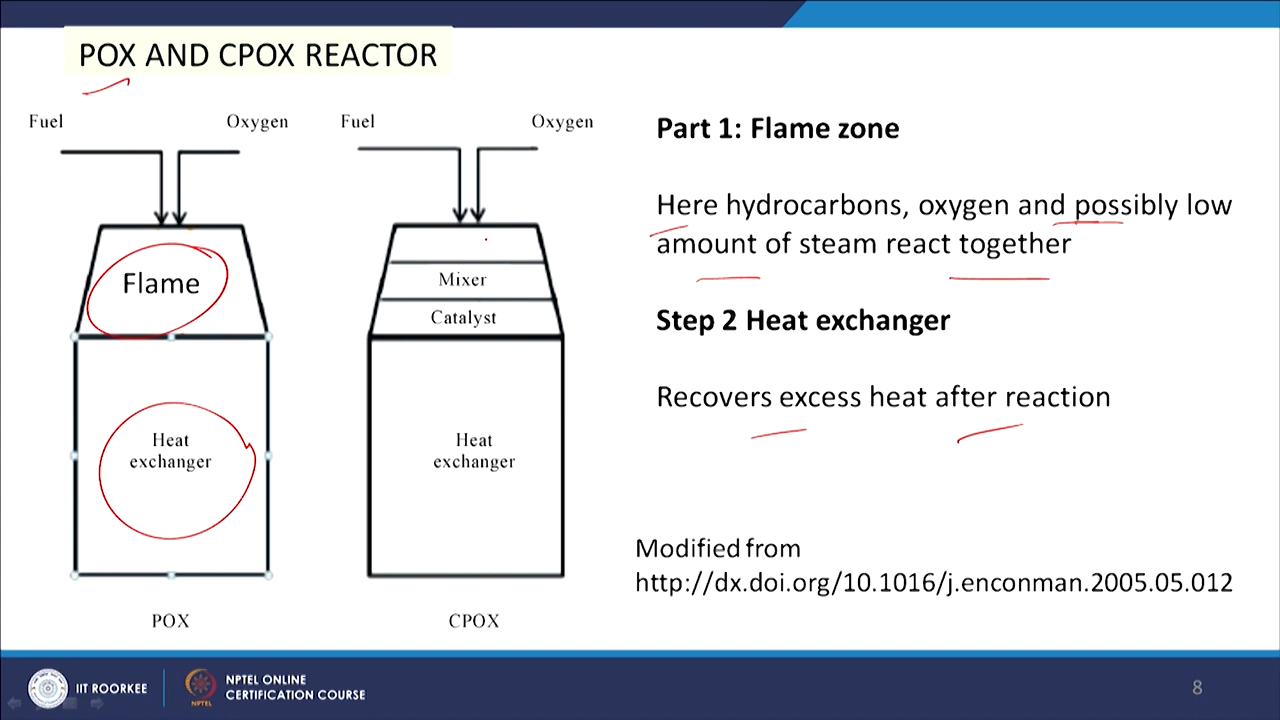 POX AND CPOX REACTOR
Fuel
Oxygen
Flame
Heat
exchanger
POX
Fuel
Oxygen
Mixer
Catalyst
Heat
exchanger
CPOX
Part 1: Flame zone
Here hydrocarbons, oxygen and possibly low
amount of steam react together
Step 2 Heat exchanger
Recovers excess heat after reaction
Modified from
http://dx.doi.org/10.1016/j.enconman.2005.05.012
IIT ROORKEE
NPTEL
NPTEL ONLINE
CERTIFICATION COURSE
8